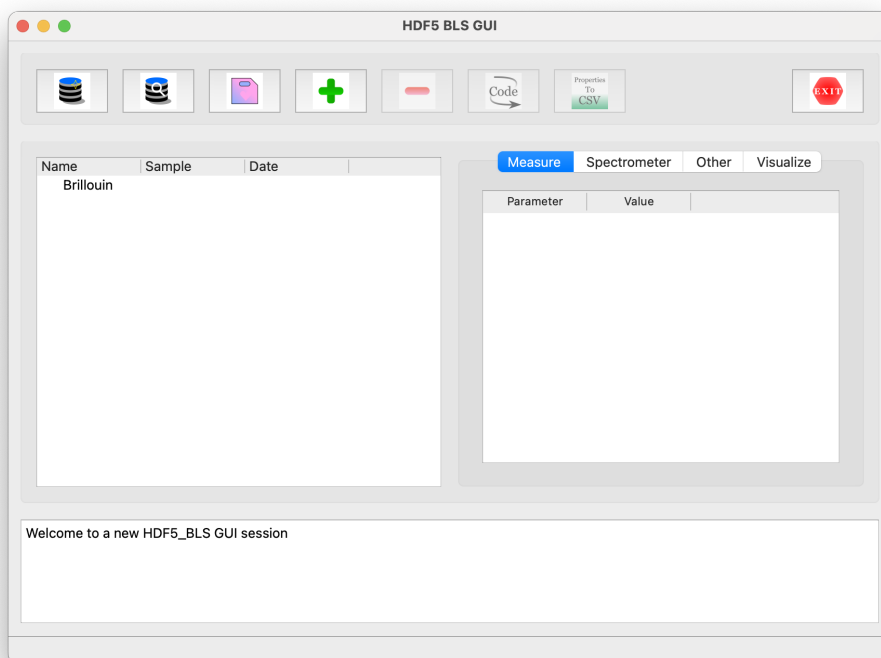 HDF5 BLS GUI
Code
Properties
To
CSV
EXIT
Name Sample Date
Brillouin
Measure Spectrometer Other Visualize
Parameter Value
Welcome to a new HDF5_BLS GUI session